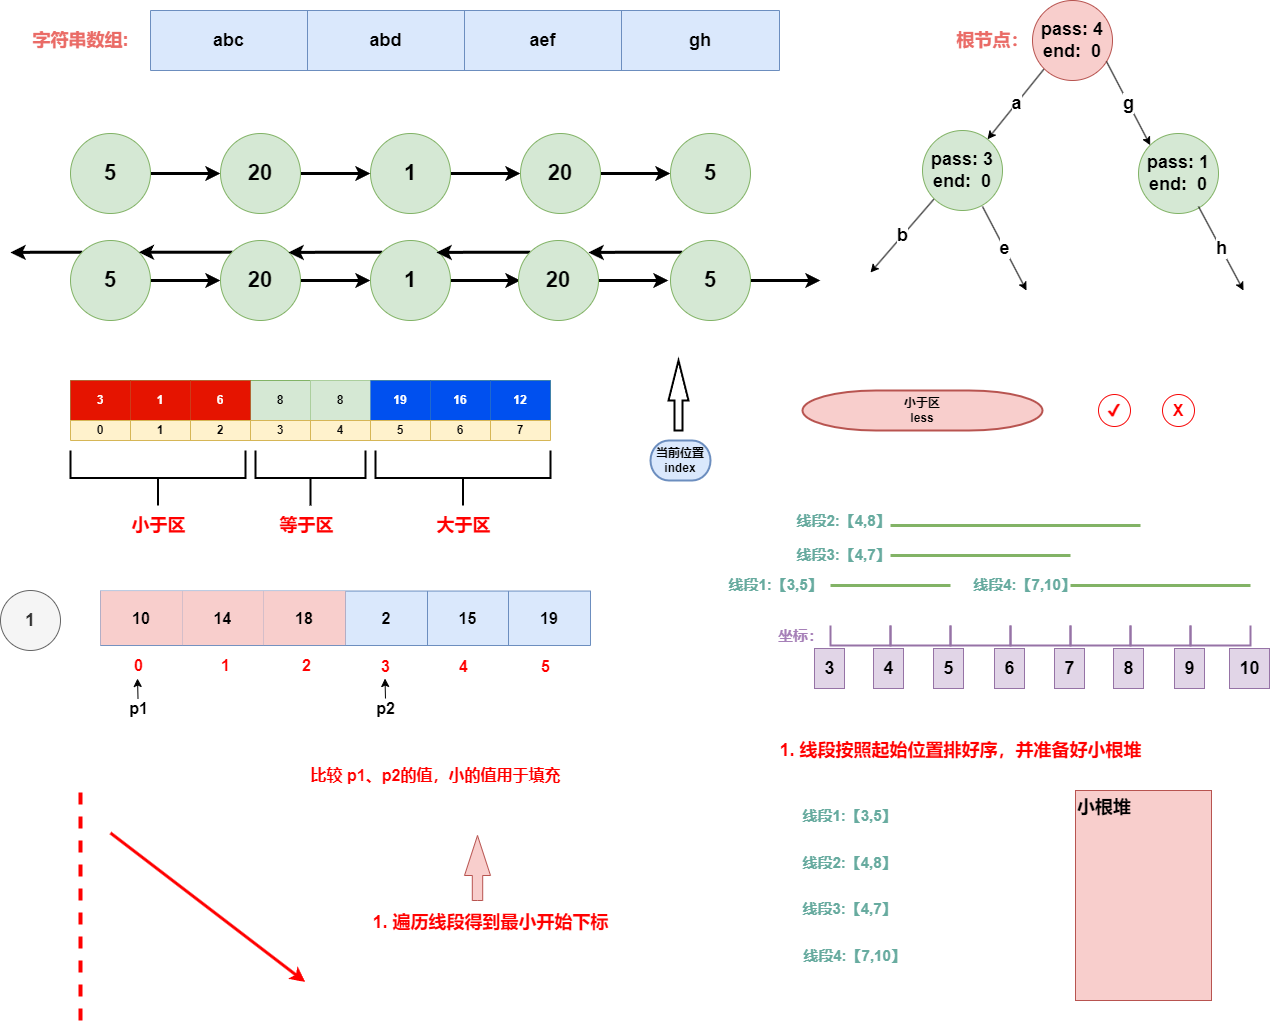 字符串数组:
abc abd aef gh
根节点:
pass: 4
end: 0
a g
pass: 3
end: 0
pass: 1
end: 0
b e h
5 20 1 20 5
5 20 1 20 5
3 1 6 8 8 19 16 12
0 1 2 3 4 5 6 7
小于区 等于区 大于区
当前位置
index
小于区
less
✓ X
线段2:【4,8】
线段3:【4,7】
线段1:【3,5】 线段4:【7,10】
坐标:
3 4 5 6 7 8 9 10
1
10 14 18 2 15 19
0 1 2 3 4 5
p1 p2
比较 p1、p2的值，小的值用于填充
1. 遍历线段得到最小开始下标
1. 线段按照起始位置排好序，并准备好小根堆
线段1:【3,5】
线段2:【4,8】
线段3:【4,7】
线段4:【7,10】
小根堆